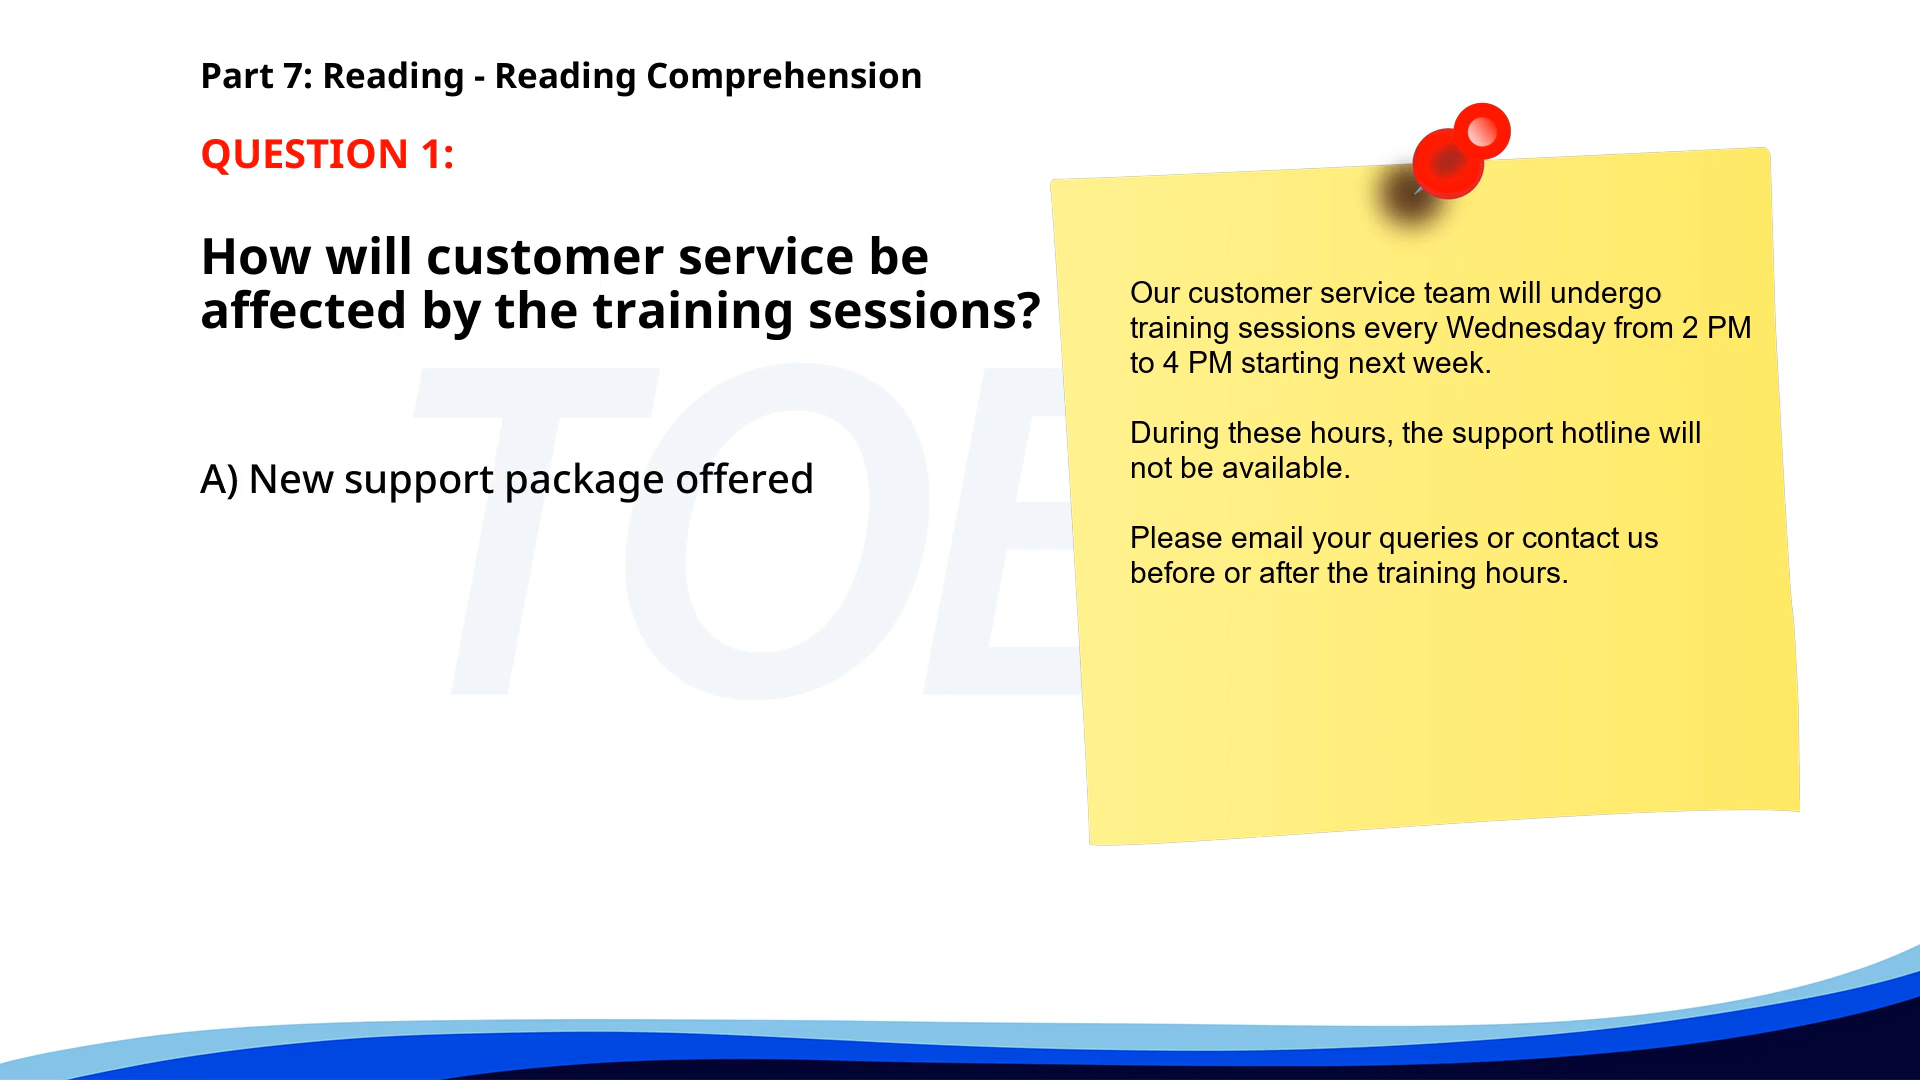 Part 7: Reading - Reading Comprehension
QUESTION 1:
How will customer service be
affected by the training sessions?
A) New support package offered
TOE
Our customer service team will undergo
training sessions every Wednesday from 2 PM
to 4 PM starting next week.
During these hours, the support hotline will
not be available.
Please email your queries or contact us
before or after the training hours.